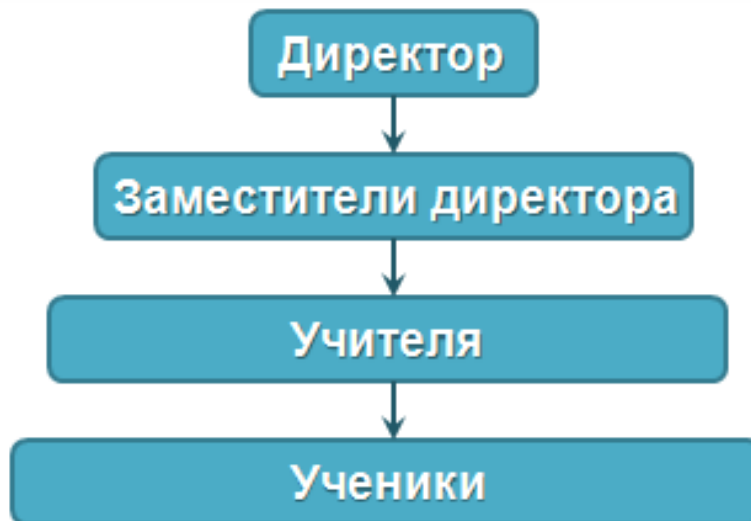 Директор
Заместители директора
Учителя
Ученики